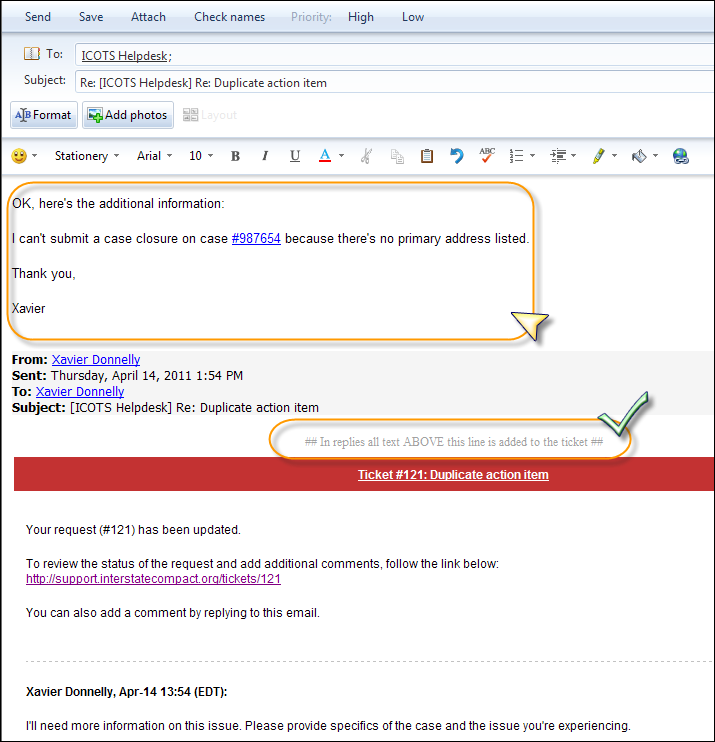 Send Save Attach Check names Priority: High Low
To: ICOTS Helpdesk;
Subject: Re: [ICOTS Helpdesk] Re: Duplicate action item
Format Add photos Layout
Stationery Arial 10 B I U A ABC
OK, here's the additional information:
I can't submit a case closure on case #987654 because there's no primary address listed.
Thank you,
Xavier
From: Xavier Donnelly
Sent: Thursday, April 14, 2011 1:54 PM
To: Xavier Donnelly
Subject: [ICOTS Helpdesk] Re: Duplicate action item
## In replies all text ABOVE this line is added to the ticket ##
Ticket #121: Duplicate action item
Your request (#121) has been updated.
To review the status of the request and add additional comments, follow the link below:
http://support.interstatecompact.org/tickets/121
You can also add a comment by replying to this email.
Xavier Donnelly, Apr-14 13:54 (EDT):
I'll need more information on this issue. Please provide specifics of the case and the issue you're experiencing.